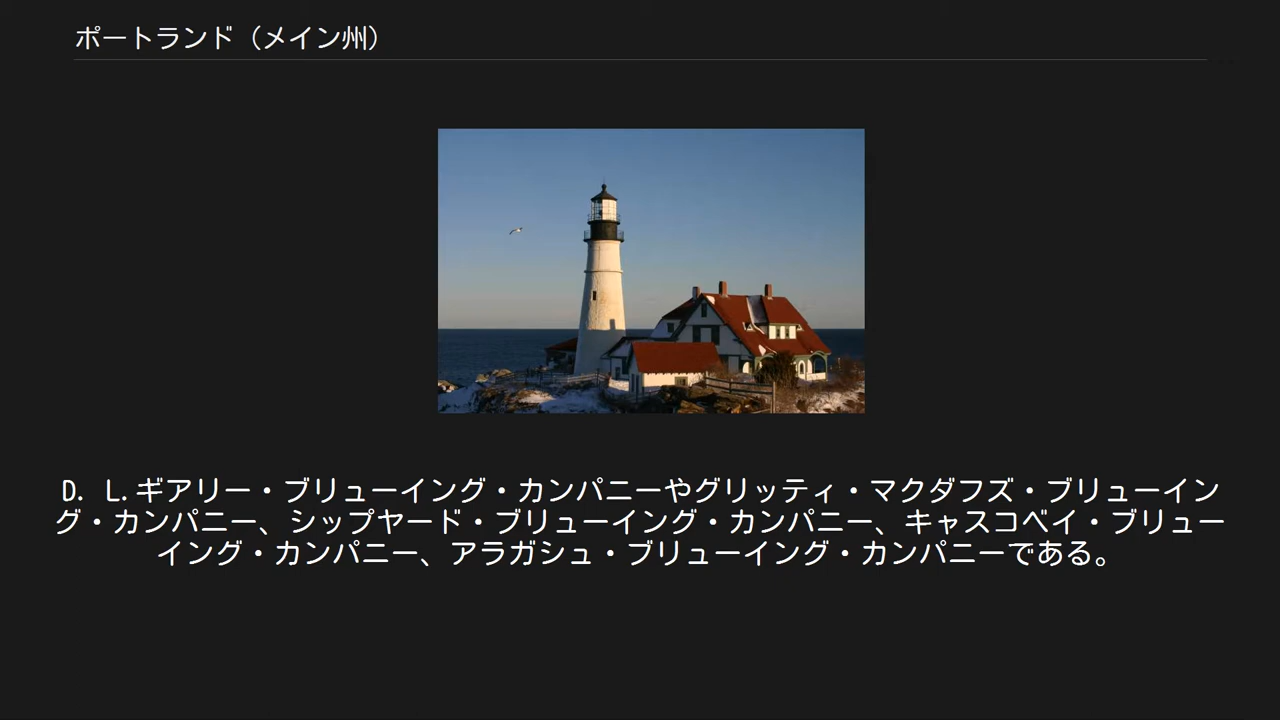 ポートランド（メイン州）
D. L.ギアリー・ブリューイング・カンパニーやグリッティ・マクダフズ・ブリューイン
グ・カンパニー、シップヤード・ブリューイング・カンパニー、キャスコベイ・ブリュー
イング・カンパニー、アラガシュ・ブリューイング・カンパニーである。